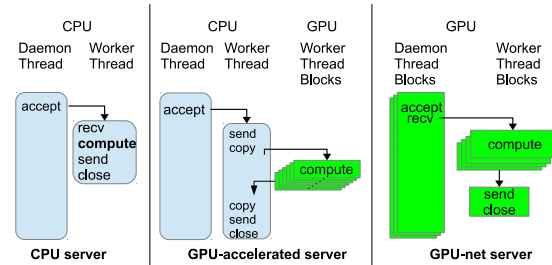 CPU
Daemon Thread
Worker Thread
accept
recv
compute
send
close
CPU server
CPU
GPU
Daemon Thread
Worker Thread
Worker Thread Blocks
accept
send
copy
compute
copy
send
close
GPU-accelerated server
GPU
Daemon Thread Blocks
Worker Thread Blocks
accept
recv
compute
send
close
GPU-net server